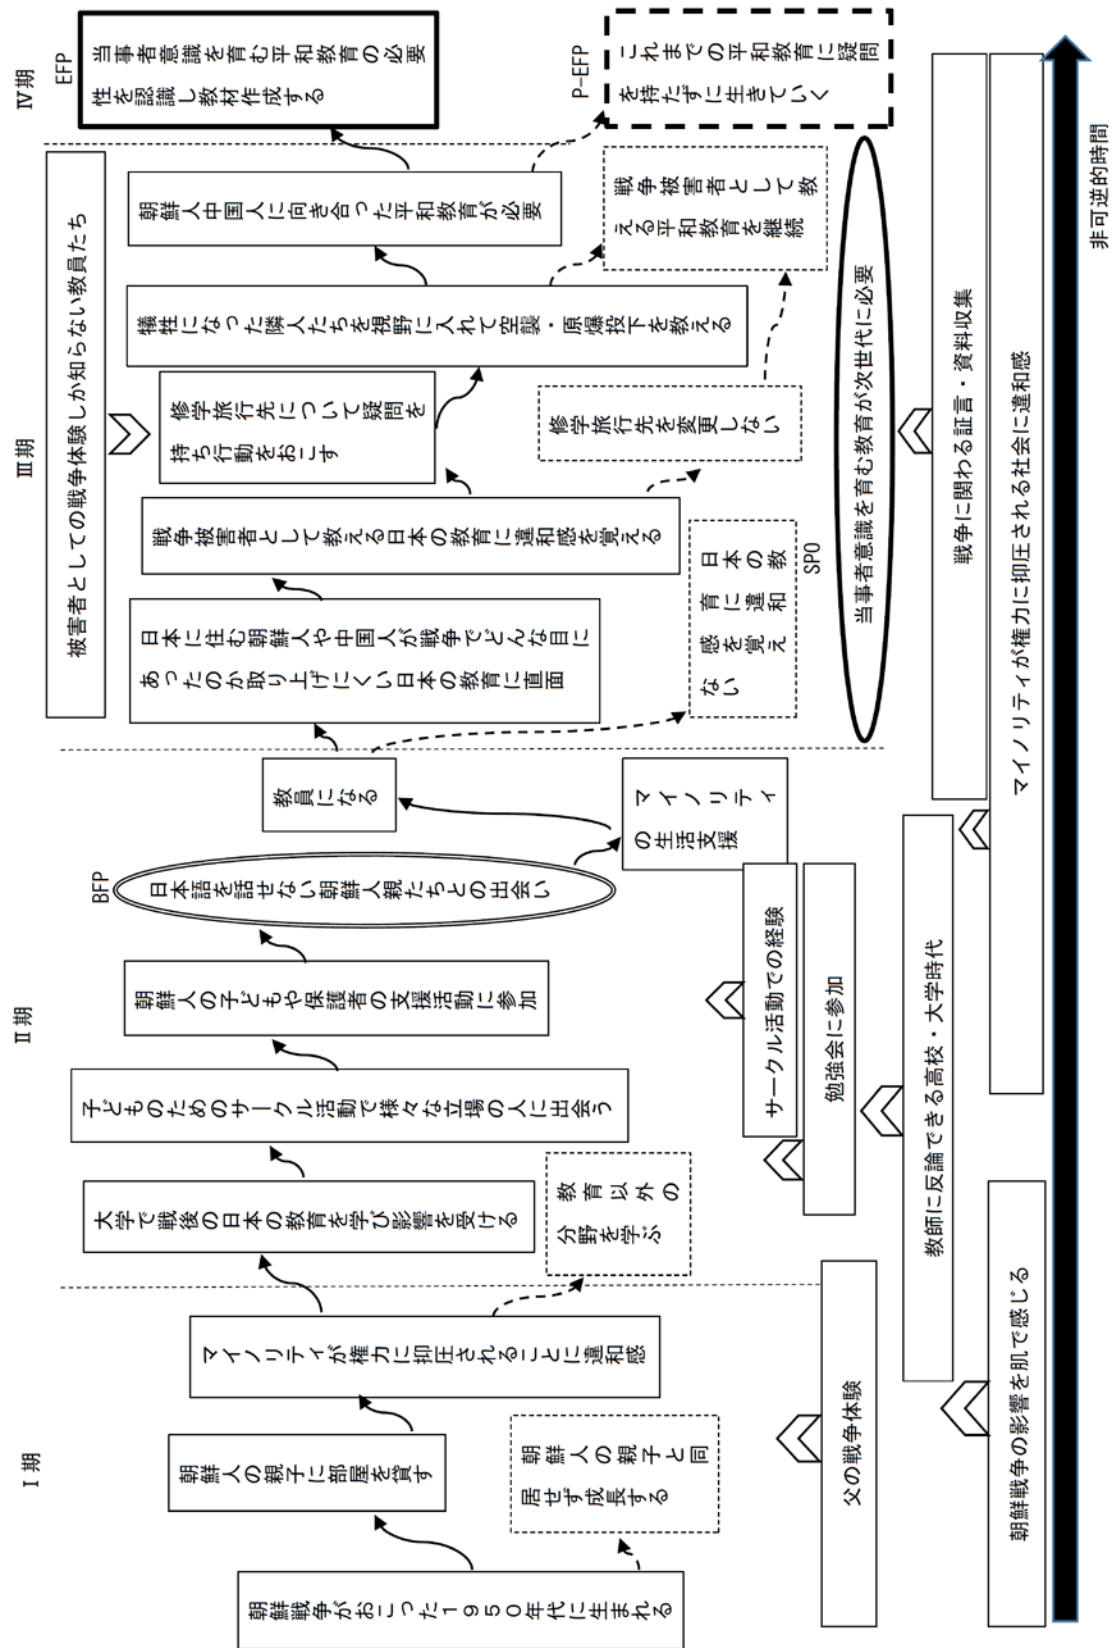 Ⅰ期
Ⅱ期
Ⅲ期
Ⅳ期
朝鮮戦争がおこった1950年代に生まれる
朝鮮人の親子に部屋を貸す
朝鮮人の親子と同
居せず成長する
マイノリティが権力に抑圧されることに違和感
大学で戦後の日本の教育を学び影響を受ける
教育以外の
分野を学ぶ
子どものためのサークル活動で様々な立場の人に出会う
朝鮮人の子どもや保護者の支援活動に参加
BFP
日本語を話せない朝鮮人親たちとの出会い
マイノリティ
の生活支援
教員になる
被害者としての戦争体験しか知らない教員たち
日本に住む朝鮮人や中国人が戦争でどんな目に
あったのか取り上げにくい日本の教育に直面
日本の教
育に違和
感を覚え
ない
戦争被害者として教える日本の教育に違和感を覚える
修学旅行先について疑問を
持ち行動をおこす
修学旅行先を変更しない
犠牲になった隣人たちを視野に入れて空襲・原爆投下を教える
戦争被害者として教
える平和教育を継続
朝鮮人中国人に向き合った平和教育が必要
EFP
当事者意識を育む平和教育の必要
性を認識し教材作成する
P-EFP
これまでの平和教育に疑問
を持たずに生きていく
SPO
当事者意識を育む教育が次世代に必要
父の戦争体験
サークル活動での経験
勉強会に参加
教師に反論できる高校・大学時代
戦争に関わる証言・資料収集
朝鮮戦争の影響を肌で感じる
マイノリティが権力に抑圧される社会に違和感
非可逆的時間